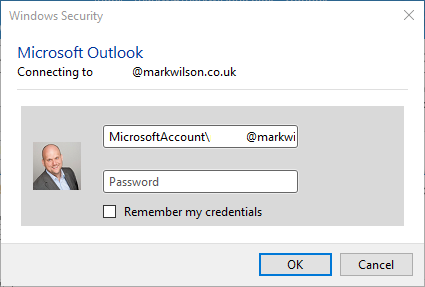 Windows Security
Microsoft Outlook
Connecting to @markwilson.co.uk
MicrosoftAccount\ @markwi
Password
Remember my credentials
OK Cancel